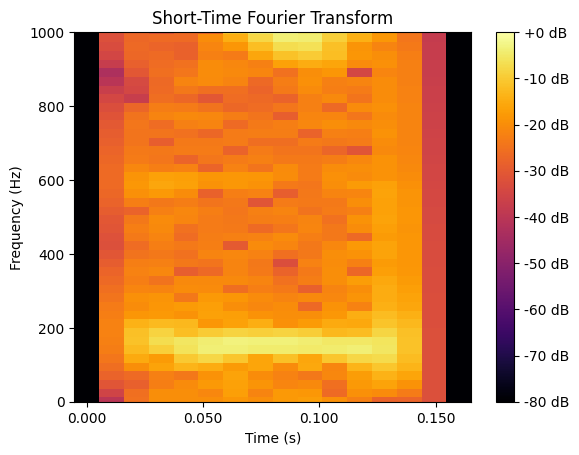 Short-Time Fourier Transform
1000
800
600
400
200
0
Frequency (Hz)
0.000
0.050
0.100
0.150
Time (s)
+0 dB
-10 dB
-20 dB
-30 dB
-40 dB
-50 dB
-60 dB
-70 dB
-80 dB